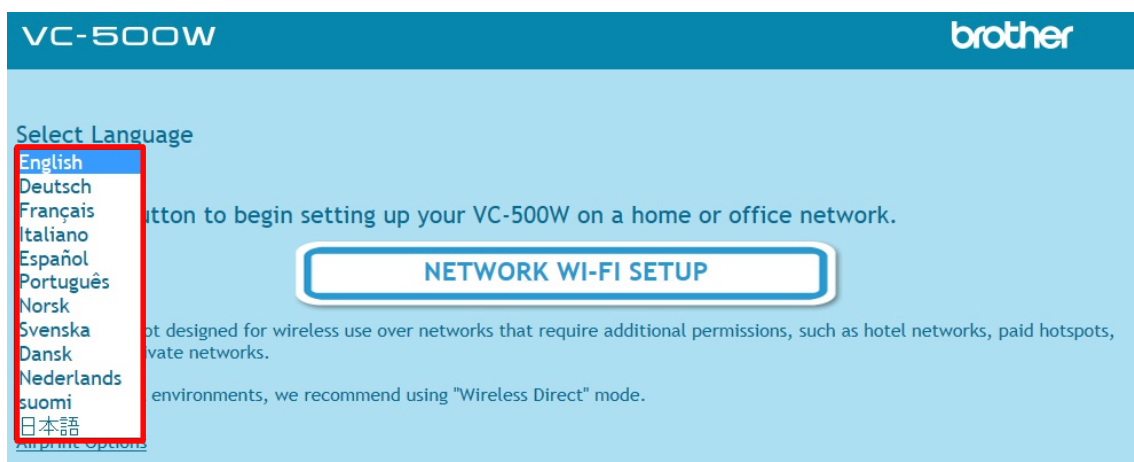 VC-500W
brother
Select Language
English
Deutsch
Français
utton to begin setting up your VC-500W on a home or office network.
Italiano
Español
NETWORK WI-FI SETUP
Português
Norsk
Svenska
ot designed for wireless use over networks that require additional permissions, such as hotel networks, paid hotspots,
Dansk
vate networks.
Nederlands
environments, we recommend using "Wireless Direct" mode.
suomi
日本語
Airprint Options